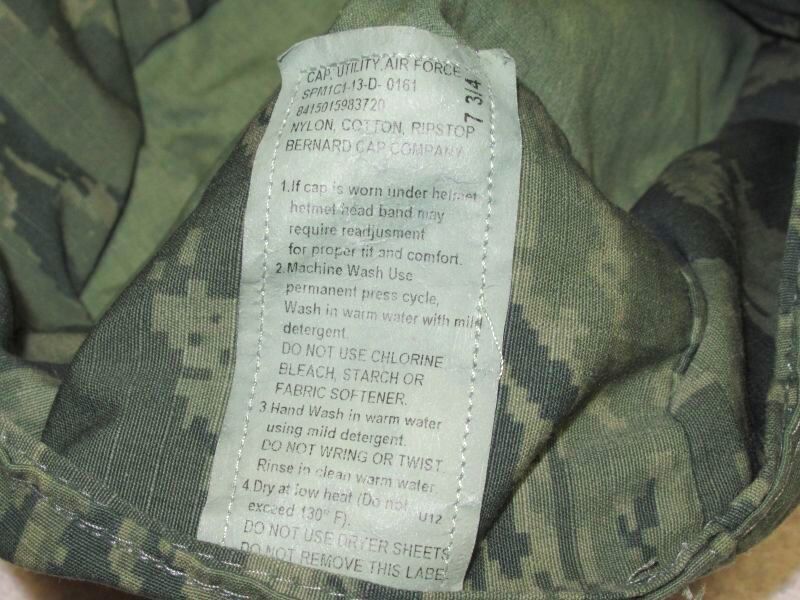 CAP, UTILITY, AIR FORCE
SPM1C1-13-D- 0161
8415015983720
7 3/4
NYLON, COTTON, RIPSTOP
BERNARD CAP COMPANY
1.If cap is worn under helmet
helmet head band may
require readjusment
for proper fit and comfort.
2.Machine Wash Use
permanent press cycle,
Wash in warm water with mild
detergent.
DO NOT USE CHLORINE
BLEACH, STARCH OR
FABRIC SOFTENER.
3.Hand Wash in warm water
using mild detergent.
DO NOT WRING OR TWIST.
Rinse in clean warm water
4.Dry at low heat (Do not
exceed 130° F).
U12
DO NOT USE DRYER SHEETS
DO NOT REMOVE THIS LABE